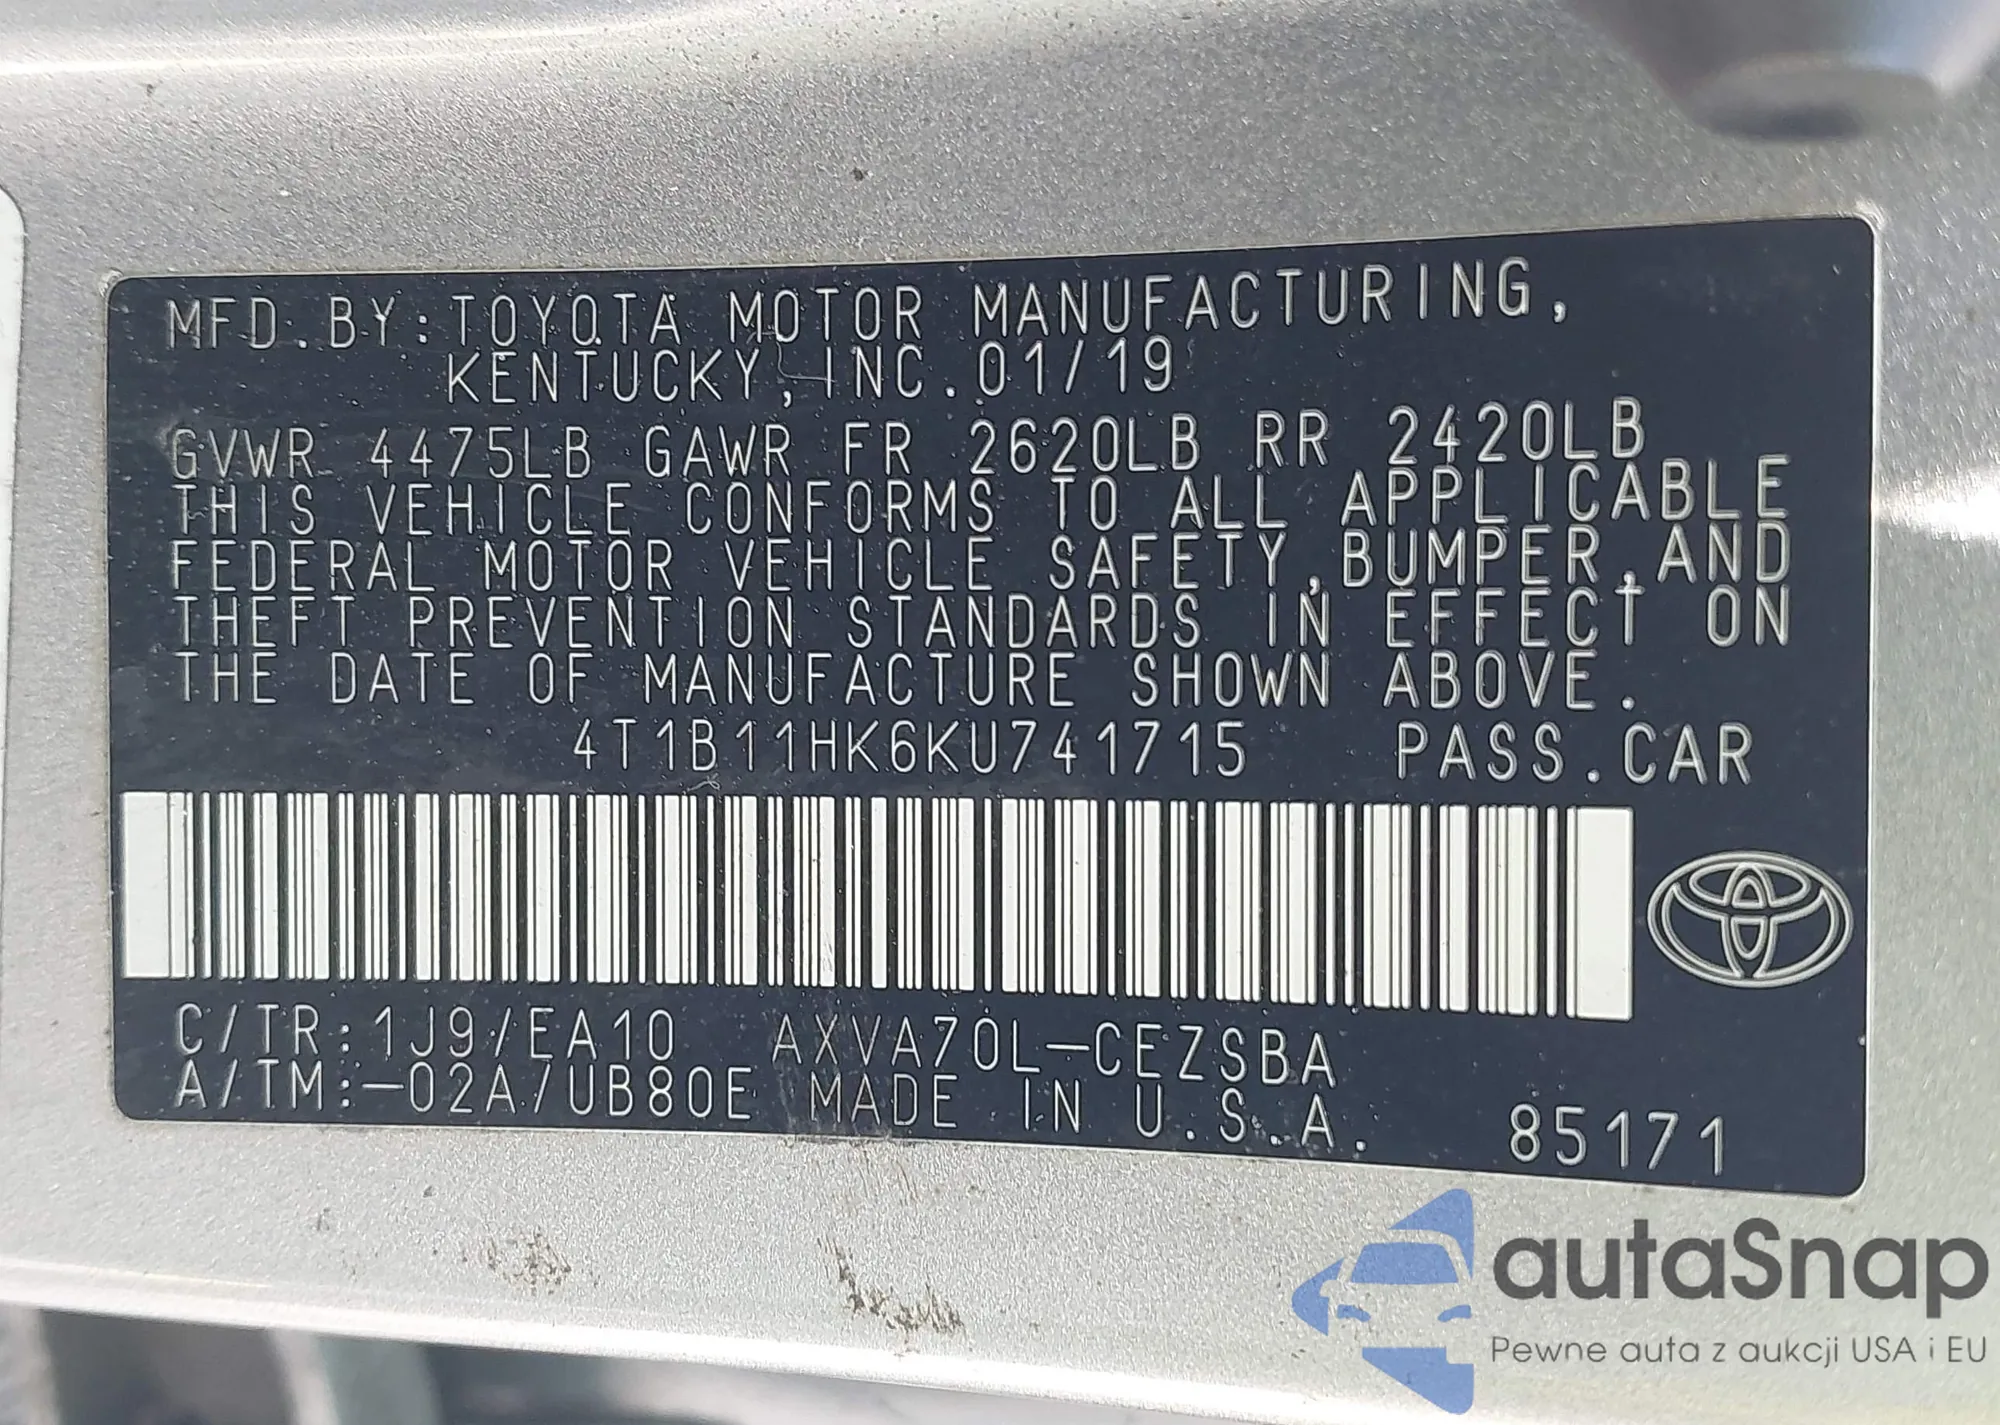 MFD.BY:TOYOTA MOTOR MANUFACTURING,
KENTUCKY,INC.01/19
GVWR 4475LB GAWR FR 2620LB RR 2420LB
THIS VEHICLE CONFORMS TO ALL APPLICABLE
FEDERAL MOTOR VEHICLE SAFETY,BUMPER,AND
THEFT PREVENTION STANDARDS IN EFFECT ON
THE DATE OF MANUFACTURE SHOWN ABOVE.
4T1B11HK6KU741715 PASS.CAR
C/TR:1J9/EA10 AXVA70L-CEZSBA
A/TM:-02A/UB80E MADE IN U.S.A. 85171
autaSnap
Pewne auta z aukcji USA i EU